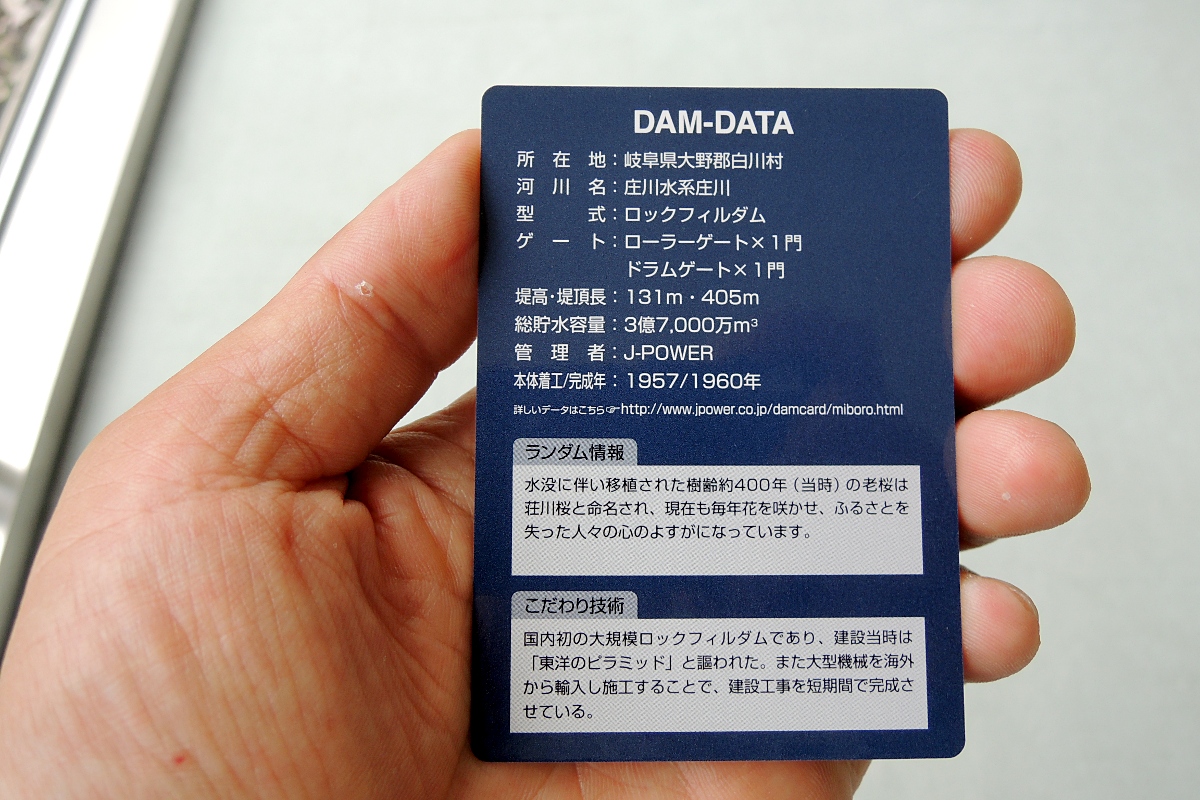 DAM-DATA
所在地：岐阜県大野郡白川村
河川名：庄川水系庄川
型式：ロックフィルダム
ゲート：ローラーゲート×1門
ドラムゲート×1門
堤高・堤頂長：131m・405m
総貯水容量：3億7,000万m³
管理者：J-POWER
本体着工/完成年：1957/1960年
詳しいデータはこちら☞http://www.jpower.co.jp/damcard/miboro.html
ランダム情報
水没に伴い移植された樹齢約400年（当時）の老桜は
荘川桜と命名され、現在も毎年花を咲かせ、ふるさとを
失った人々の心のよすがになっています。
こだわり技術
国内初の大規模ロックフィルダムであり、建設当時は
「東洋のピラミッド」と謳われた。また大型機械を海外
から輸入し施工することで、建設工事を短期間で完成さ
せている。